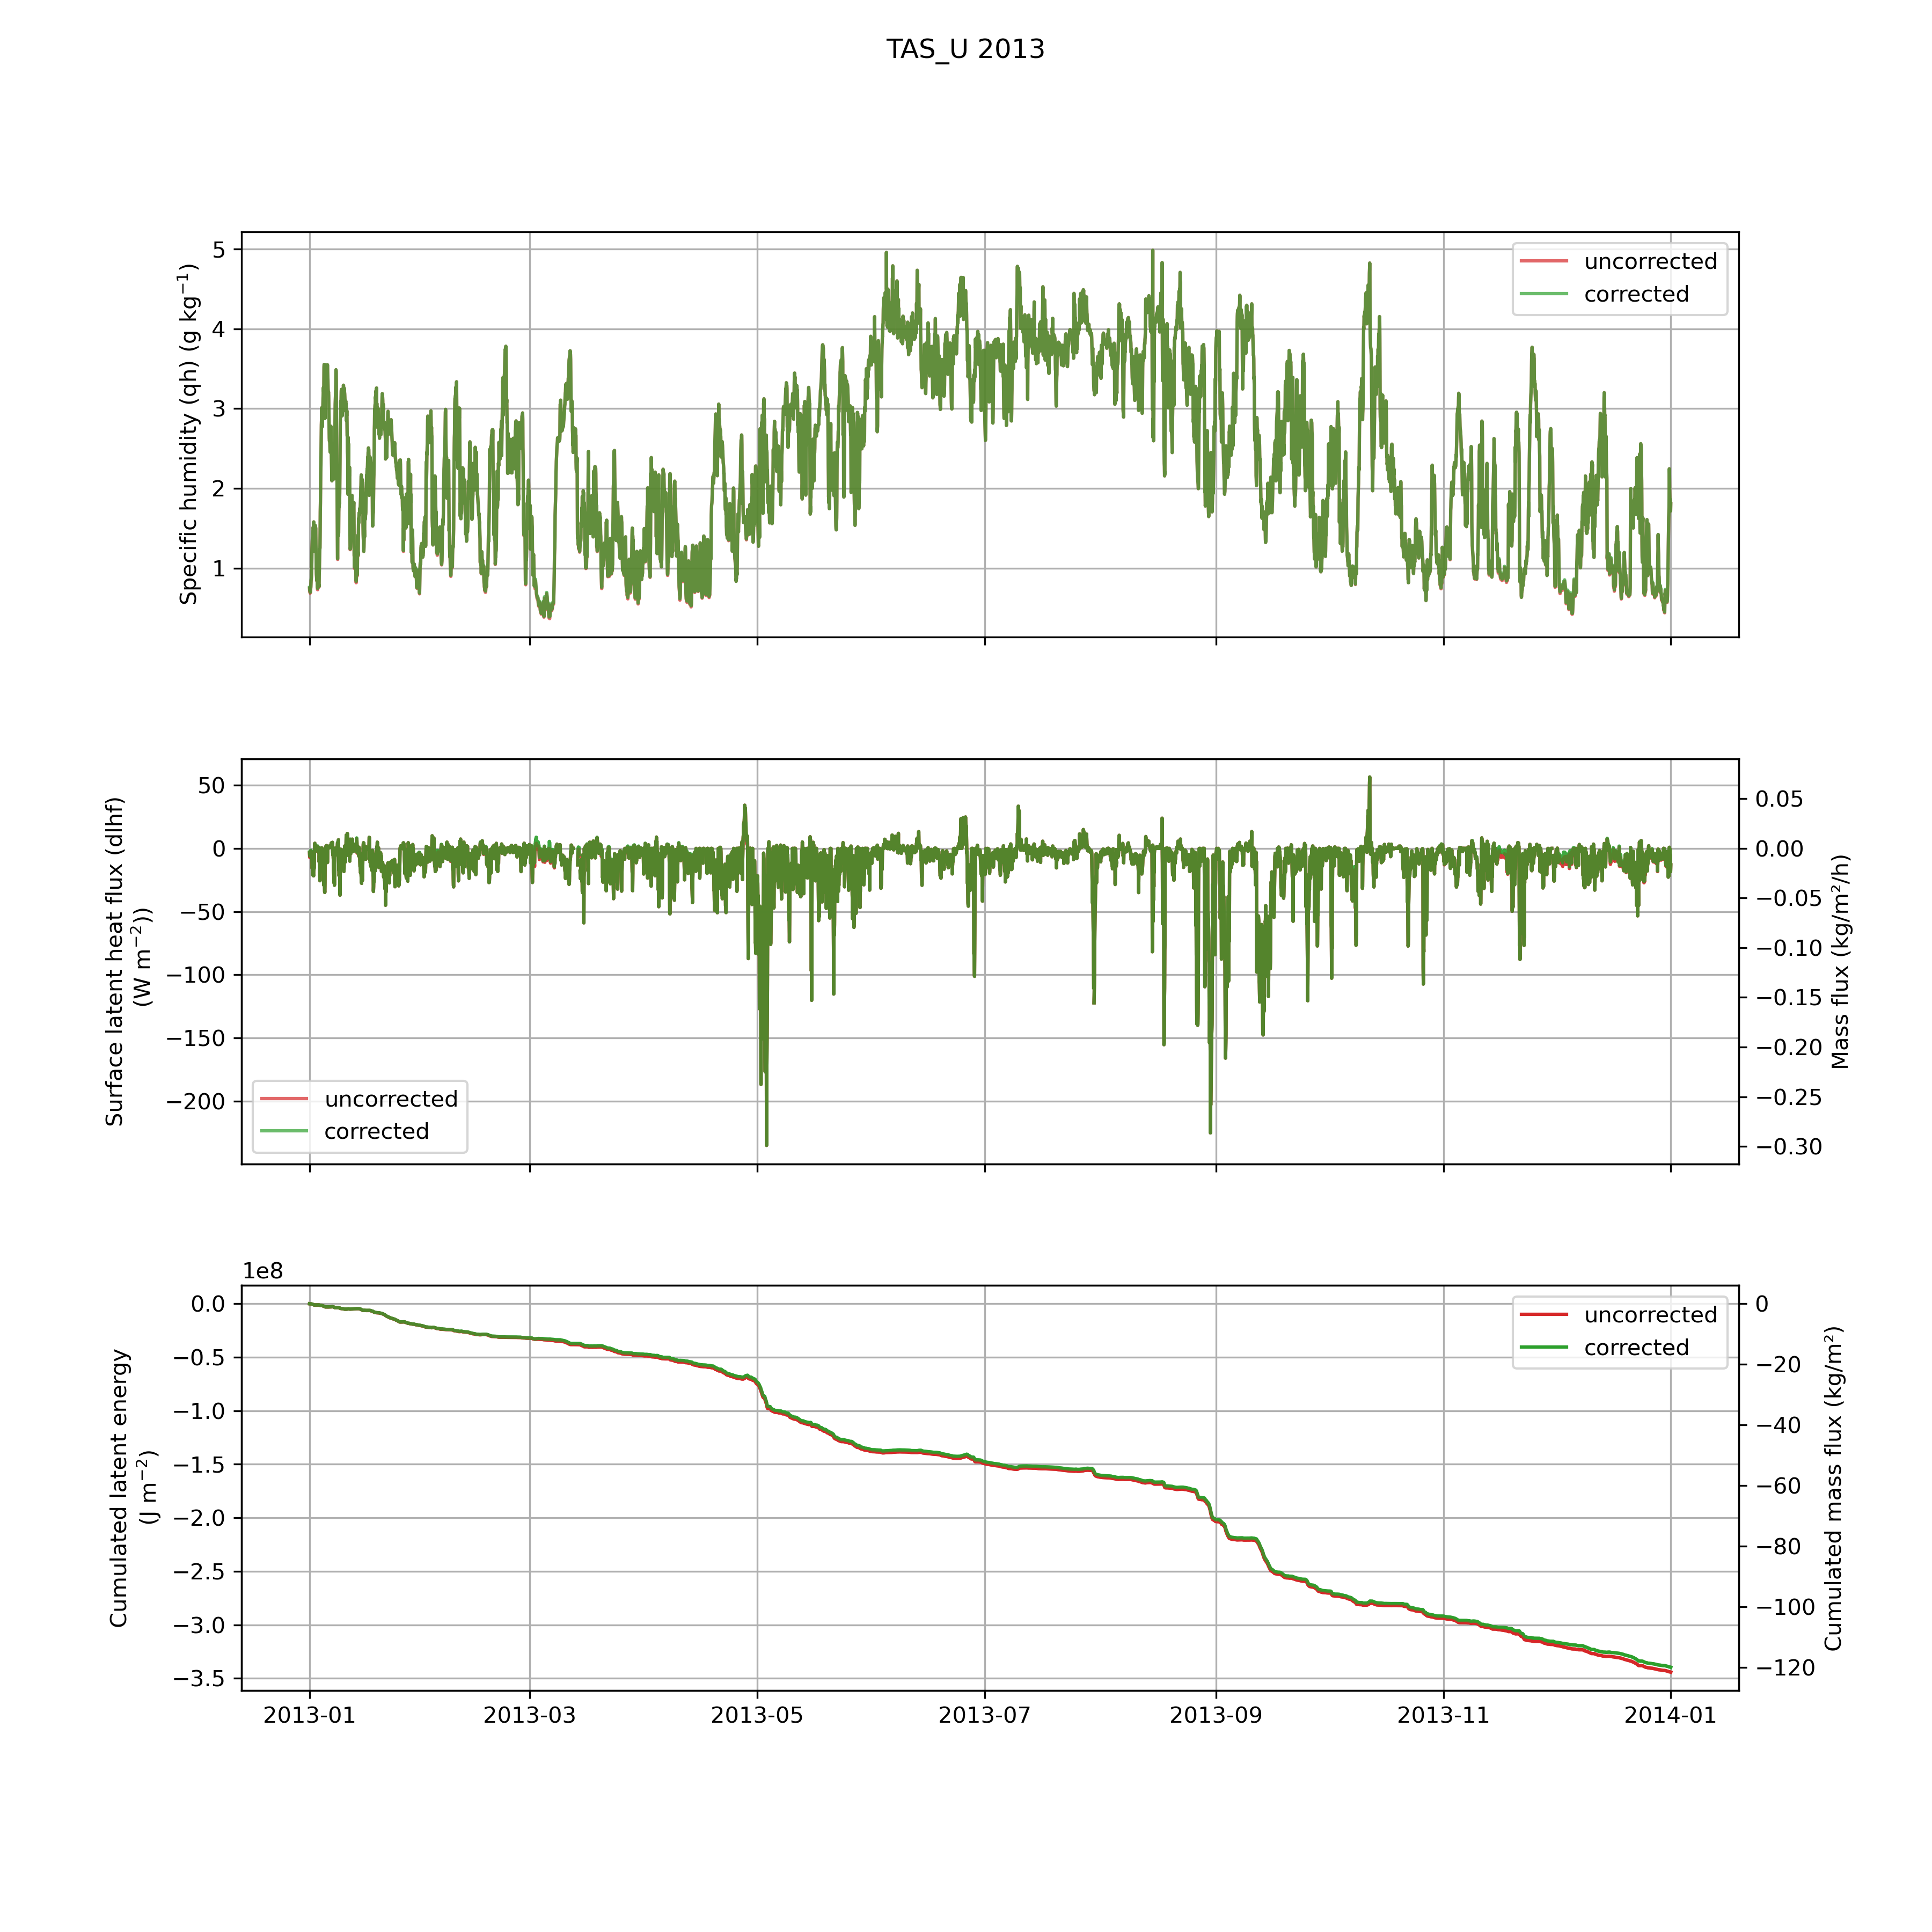 TAS_U 2013
Specific humidity (qh) (g kg⁻¹)
5
4
3
2
1
uncorrected
corrected
Surface latent heat flux (dlhf)
(W m⁻²))
50
0
−50
−100
−150
−200
uncorrected
corrected
0.05
0.00
−0.05
−0.10
−0.15
−0.20
−0.25
−0.30
Mass flux (kg/m²/h)
1e8
Cumulated latent energy
(J m⁻²)
0.0
−0.5
−1.0
−1.5
−2.0
−2.5
−3.0
−3.5
uncorrected
corrected
0
−20
−40
−60
−80
−100
−120
Cumulated mass flux (kg/m²)
2013-01 2013-03 2013-05 2013-07 2013-09 2013-11 2014-01